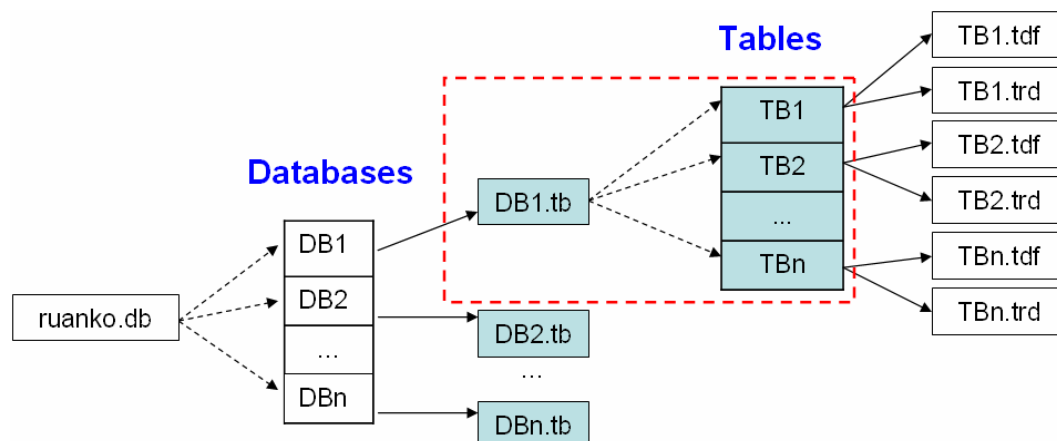 Tables
Databases
ruanko.db
DB1
DB2
...
DBn
DB1.tb
DB2.tb
...
DBn.tb
TB1
TB2
...
TBn
TB1.tdf
TB1.trd
TB2.tdf
TB2.trd
TBn.tdf
TBn.trd